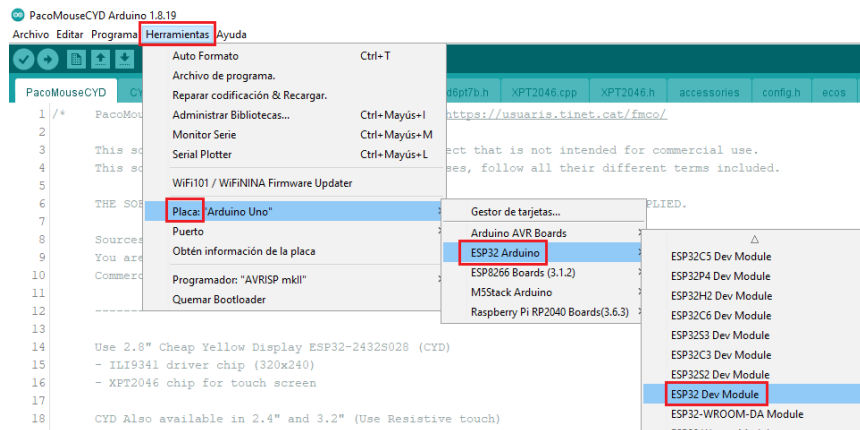 PacoMouseCYD Arduino 1.8.19
Archivo Editar Programa Herramientas Ayuda
PacoMouseCYD
d6pt7b.h XPT2046.cpp XPT2046.h accessories config.h ecos
Auto Formato Ctrl+T
Archivo de programa.
Reparar codificación & Recargar.
Administrar Bibliotecas... Ctrl+Mayús+I
Monitor Serie Ctrl+Mayús+M
Serial Plotter Ctrl+Mayús+L
WiFi101 / WiFiNINA Firmware Updater
Placa: "Arduino Uno"
Puerto
Obtén información de la placa
Programador: "AVRISP mkII"
Quemar Bootloader
Gestor de tarjetas...
Arduino AVR Boards
ESP32 Arduino
ESP8266 Boards (3.1.2)
M5Stack Arduino
Raspberry Pi RP2040 Boards(3.6.3)
ESP32C5 Dev Module
ESP32P4 Dev Module
ESP32H2 Dev Module
ESP32C6 Dev Module
ESP32S3 Dev Module
ESP32C3 Dev Module
ESP32S2 Dev Module
ESP32 Dev Module
ESP32-WROOM-DA Module
1 /* PacoMou https://usuaris.tinet.cat/fmco/
2
3 This so ect that is not intended for commercial use.
4 This so ses, follow all their different terms included.
5
6 THE SOF PLIED.
7
8 Sources
9 You are
10 Commerc
11
12 --------
13
14 Use 2.8" Cheap Yellow Display ESP32-2432S028 (CYD)
15 - ILI9341 driver chip (320x240)
16 - XPT2046 chip for touch screen
17
18 CYD Also available in 2.4" and 3.2" (Use Resistive touch)